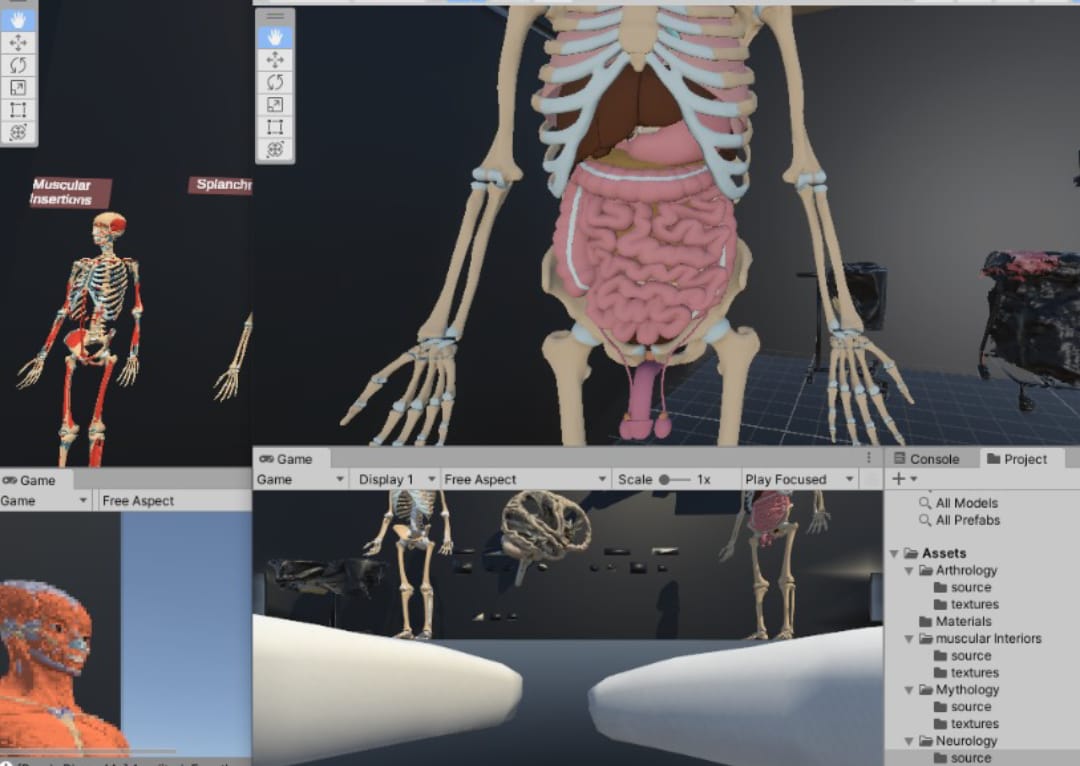 Muscular
Insertions
Splanchn
Game
Game
Free Aspect
Game
Game
Display 1
Free Aspect
Scale
1x
Play Focused
Console
Project
All Models
All Prefabs
Assets
Arthrology
source
textures
Materials
muscular Interiors
source
textures
Mythology
source
textures
Neurology
source